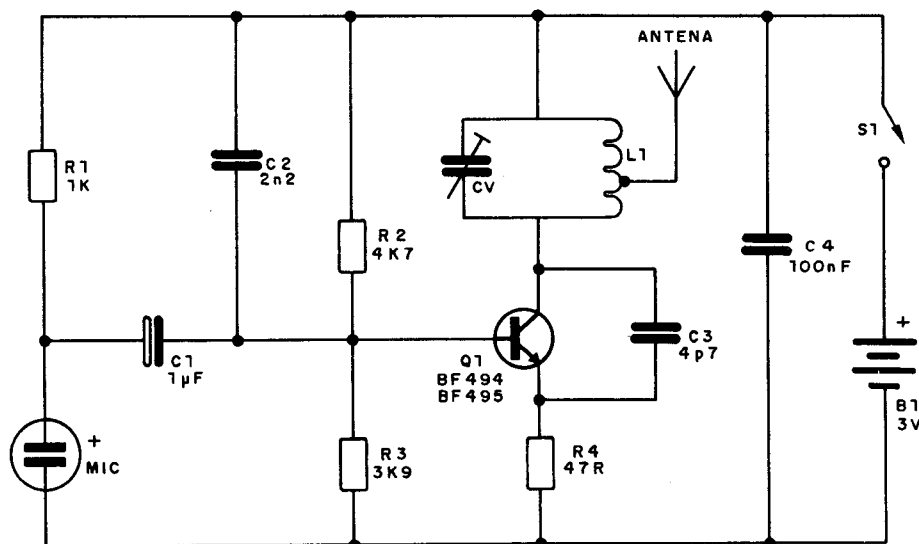 ANTENA
S1
R1
1K
C2
2n2
CV
L1
R2
4K7
C4
100nF
C1
1µF
Q1
BF494
BF495
C3
4p7
+
B1
3V
+
MIC
R3
3K9
R4
47R